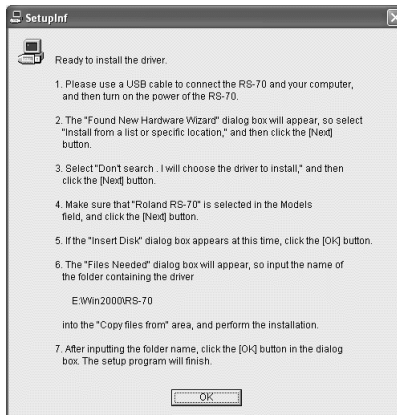 SetupInf
Ready to install the driver.
1. Please use a USB cable to connect the RS-70 and your computer,
and then turn on the power of the RS-70.
2. The "Found New Hardware Wizard" dialog box will appear, so select
"Install from a list or specific location," and then click the [Next]
button.
3. Select "Don't search . I will choose the driver to install," and then
click the [Next] button.
4. Make sure that "Roland RS-70" is selected in the Models
field, and click the [Next] button.
5. If the "Insert Disk" dialog box appears at this time, click the [OK] button.
6. The "Files Needed" dialog box will appear, so input the name of
the folder containing the driver
E:\Win2000\RS-70
into the "Copy files from" area, and perform the installation.
7. After inputting the folder name, click the [OK] button in the dialog
box. The setup program will finish.
OK